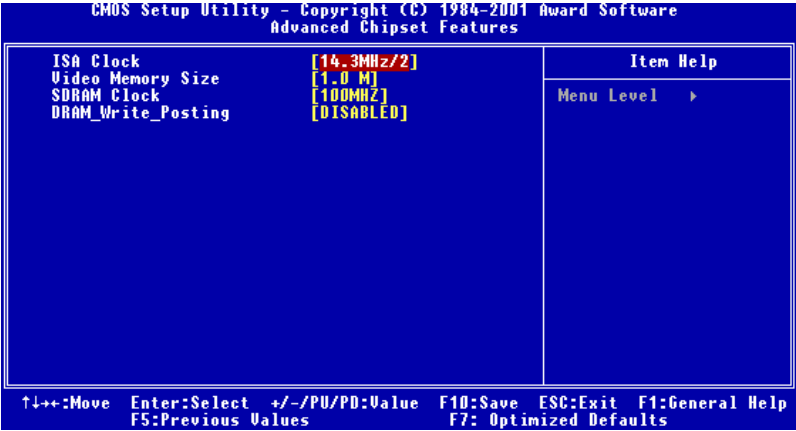 CMOS Setup Utility - Copyright (C) 1984-2001 Award Software
Advanced Chipset Features
ISA Clock [14.3MHz/2]
Video Memory Size [1.0 M]
SDRAM Clock [100MHZ]
DRAM_Write_Posting [DISABLED]
Item Help
Menu Level ▸
↑↓→←:Move Enter:Select +/-/PU/PD:Value F10:Save ESC:Exit F1:General Help
F5:Previous Values F7: Optimized Defaults